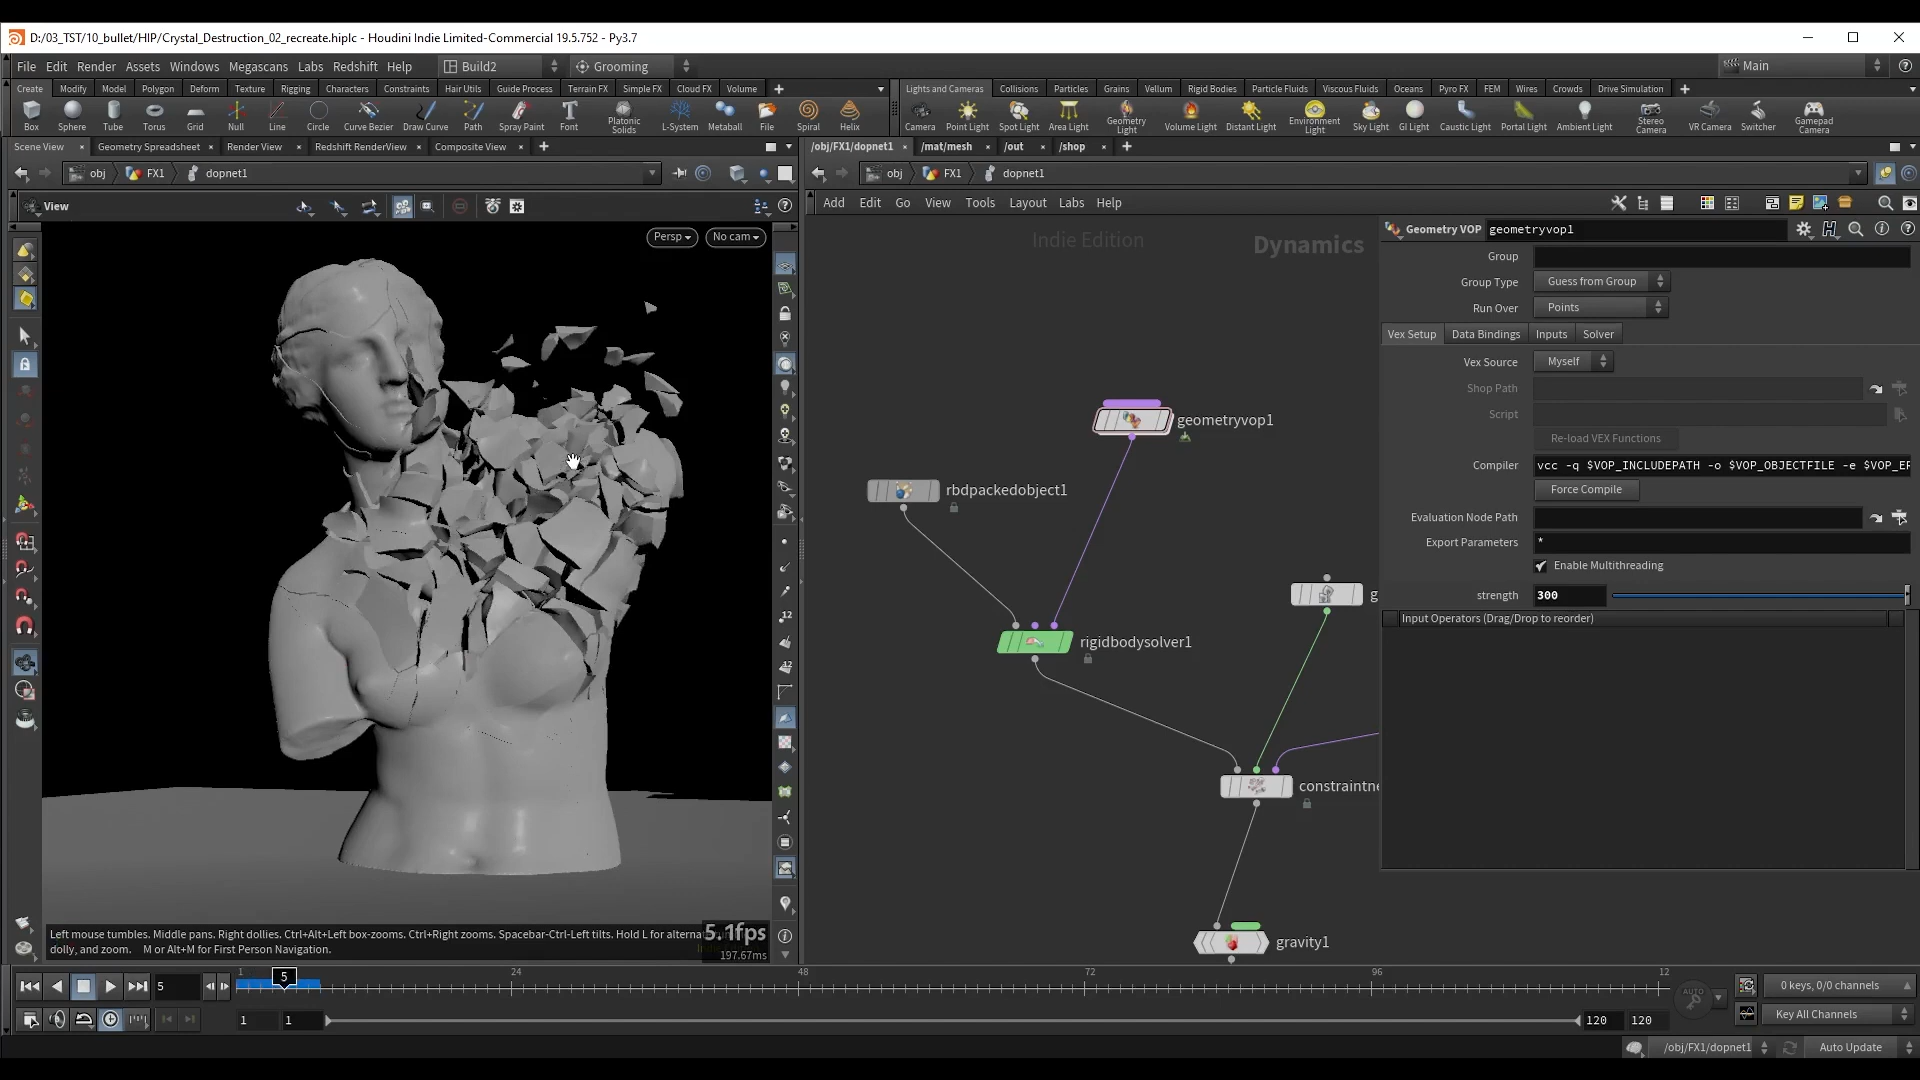 D:/03_TST/10_bullet/HIP/Crystal_Destruction_02_recreate.hiplc - Houdini Indie Limited-Commercial 19.5.752 - Py3.7
File Edit Render Assets Windows Megascans Labs Redshift Help Build2 Grooming Main
Create Modify Model Polygon Deform Texture Rigging Characters Constraints Hair Utils Guide Process Terrain FX Simple FX Cloud FX Volume
Lights and Cameras Collisions Particles Grains Vellum Rigid Bodies Particle Fluids Viscous Fluids Oceans Pyro FX FEM Wires Crowds Drive Simulation
Box Sphere Tube Torus Grid Null Line Circle Curve Bezier Draw Curve Path Spray Paint Font Platonic Solids L-System Metaball File Spiral Helix
Camera Point Light Spot Light Area Light Geometry Light Volume Light Distant Light Environment Light Sky Light GI Light Caustic Light Portal Light Ambient Light Stereo Camera VR Camera Switcher Gamepad Camera
Scene View Geometry Spreadsheet Render View Redshift RenderView Composite View
/obj/FX1/dopnet1 /mat/mesh /out /shop
obj FX1 dopnet1
obj FX1 dopnet1
View
Add Edit Go View Tools Layout Labs Help
Persp No cam
Indie Edition
Dynamics
Geometry VOP geometryvop1
Group
Group Type Guess from Group
Run Over Points
Vex Setup Data Bindings Inputs Solver
Vex Source Myself
Shop Path
Script
Re-load VEX Functions
Compiler vcc -q $VOP_INCLUDEPATH -o $VOP_OBJECTFILE -e $VOP_ER
Force Compile
Evaluation Node Path
Export Parameters *
Enable Multithreading
strength 300
Input Operators (Drag/Drop to reorder)
geometryvop1
rbdpackedobject1
g
rigidbodysolver1
constraintne
gravity1
12
12
Left mouse tumbles. Middle pans. Right dollies. Ctrl+Alt+Left box-zooms. Ctrl+Right zooms. Spacebar-Ctrl-Left tilts. Hold L for alternat
dolly, and zoom. M or Alt+M for First Person Navigation.
5.1fps
197.67ms
5
1 5 24 48 72 96 12
AUTO
0 keys, 0/0 channels
1 1 120 120
Key All Channels
/obj/FX1/dopnet1 Auto Update